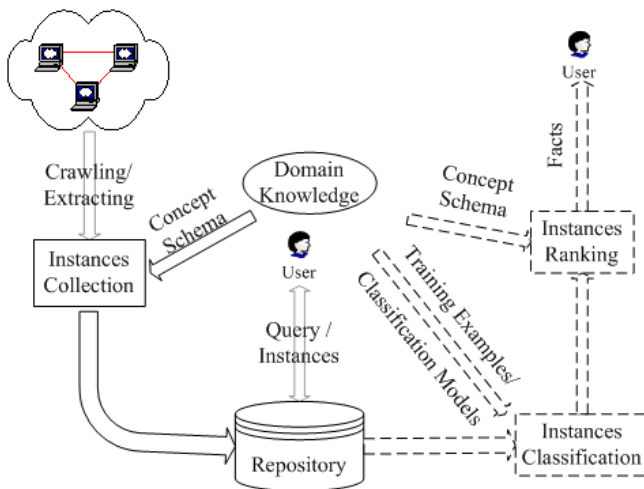 User
Crawling/
Extracting
Domain
Knowledge
Concept
Schema
Concept
Schema
Facts
Instances
Collection
User
Instances
Ranking
Query /
Instances
Training Examples/
Classification Models
Repository
Instances
Classification